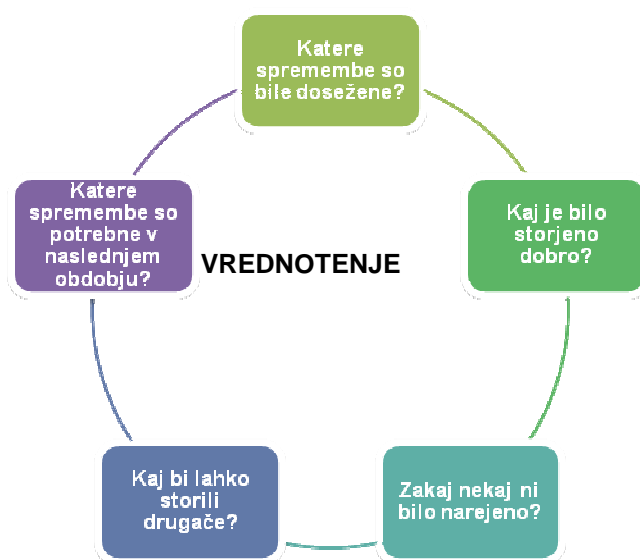 Katere
spremembe so
bile dosežene?
Kaj je bilo
storjeno
dobro?
Zakaj nekaj ni
bilo narejeno?
Kaj bi lahko
storili
drugače?
Katere
spremembe so
potrebne v
naslednjem
obdobju?
VREDNOTENJE